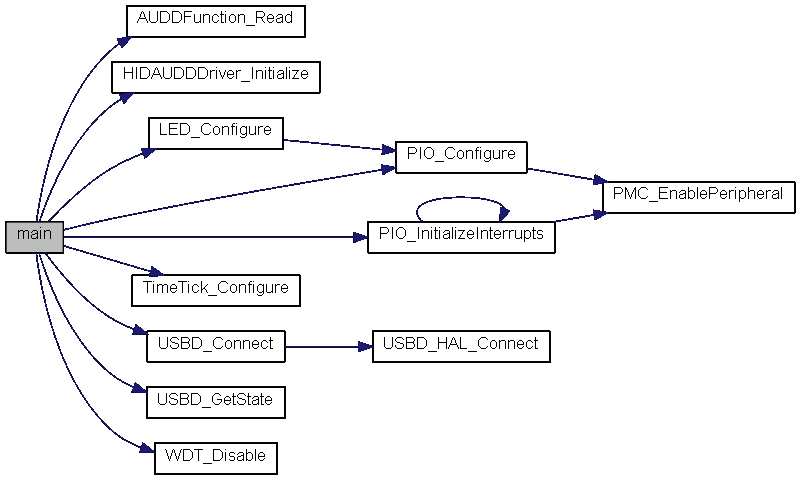 AUDDFunction_Read
HIDAUDDDriver_Initialize
LED_Configure
PIO_Configure
PMC_EnablePeripheral
main
PIO_InitializeInterrupts
TimeTick_Configure
USBD_Connect
USBD_HAL_Connect
USBD_GetState
WDT_Disable